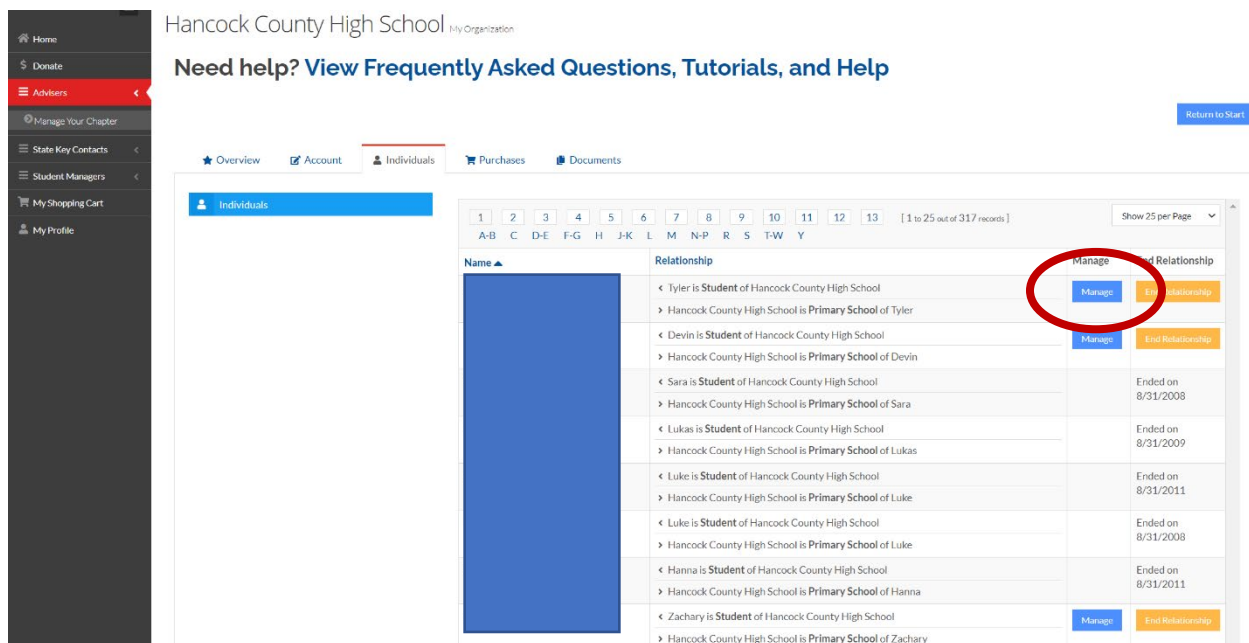 Hancock County High School My Organization
Need help? View Frequently Asked Questions, Tutorials, and Help
Home
Donate
Advisers
Manage Your Chapter
State Key Contacts
Student Managers
My Shopping Cart
My Profile
Return to Start
Overview Account Individuals Purchases Documents
Individuals
1 2 3 4 5 6 7 8 9 10 11 12 13 [1 to 25 out of 317 records] Show 25 per Page
A-B C D-E F-G H J-K L M N-P R S T-W Y
Name Relationship Manage End Relationship
Tyler is Student of Hancock County High School
Manage End Relationship
Hancock County High School is Primary School of Tyler
Devin is Student of Hancock County High School
Manage End Relationship
Hancock County High School is Primary School of Devin
Sara is Student of Hancock County High School
Ended on
8/31/2008
Hancock County High School is Primary School of Sara
Lukas is Student of Hancock County High School
Ended on
8/31/2009
Hancock County High School is Primary School of Lukas
Luke is Student of Hancock County High School
Ended on
8/31/2011
Hancock County High School is Primary School of Luke
Luke is Student of Hancock County High School
Ended on
8/31/2008
Hancock County High School is Primary School of Luke
Hanna is Student of Hancock County High School
Ended on
8/31/2011
Hancock County High School is Primary School of Hanna
Zachary is Student of Hancock County High School
Manage End Relationship
Hancock County High School is Primary School of Zachary